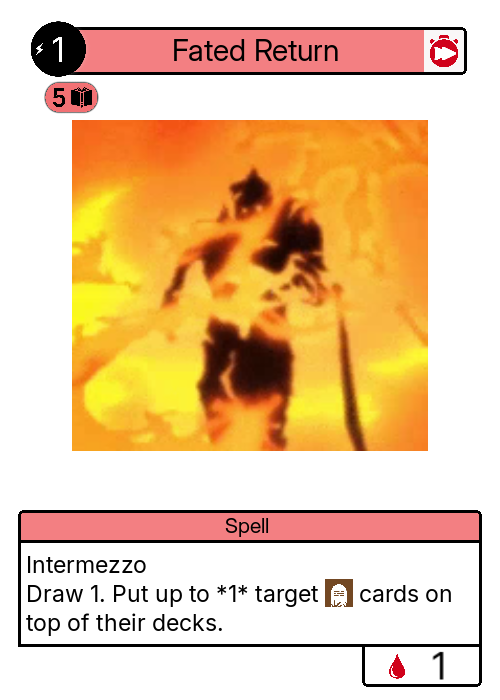 1
Fated Return
5
Spell
Intermezzo
Draw 1. Put up to *1* target cards on
top of their decks.
1